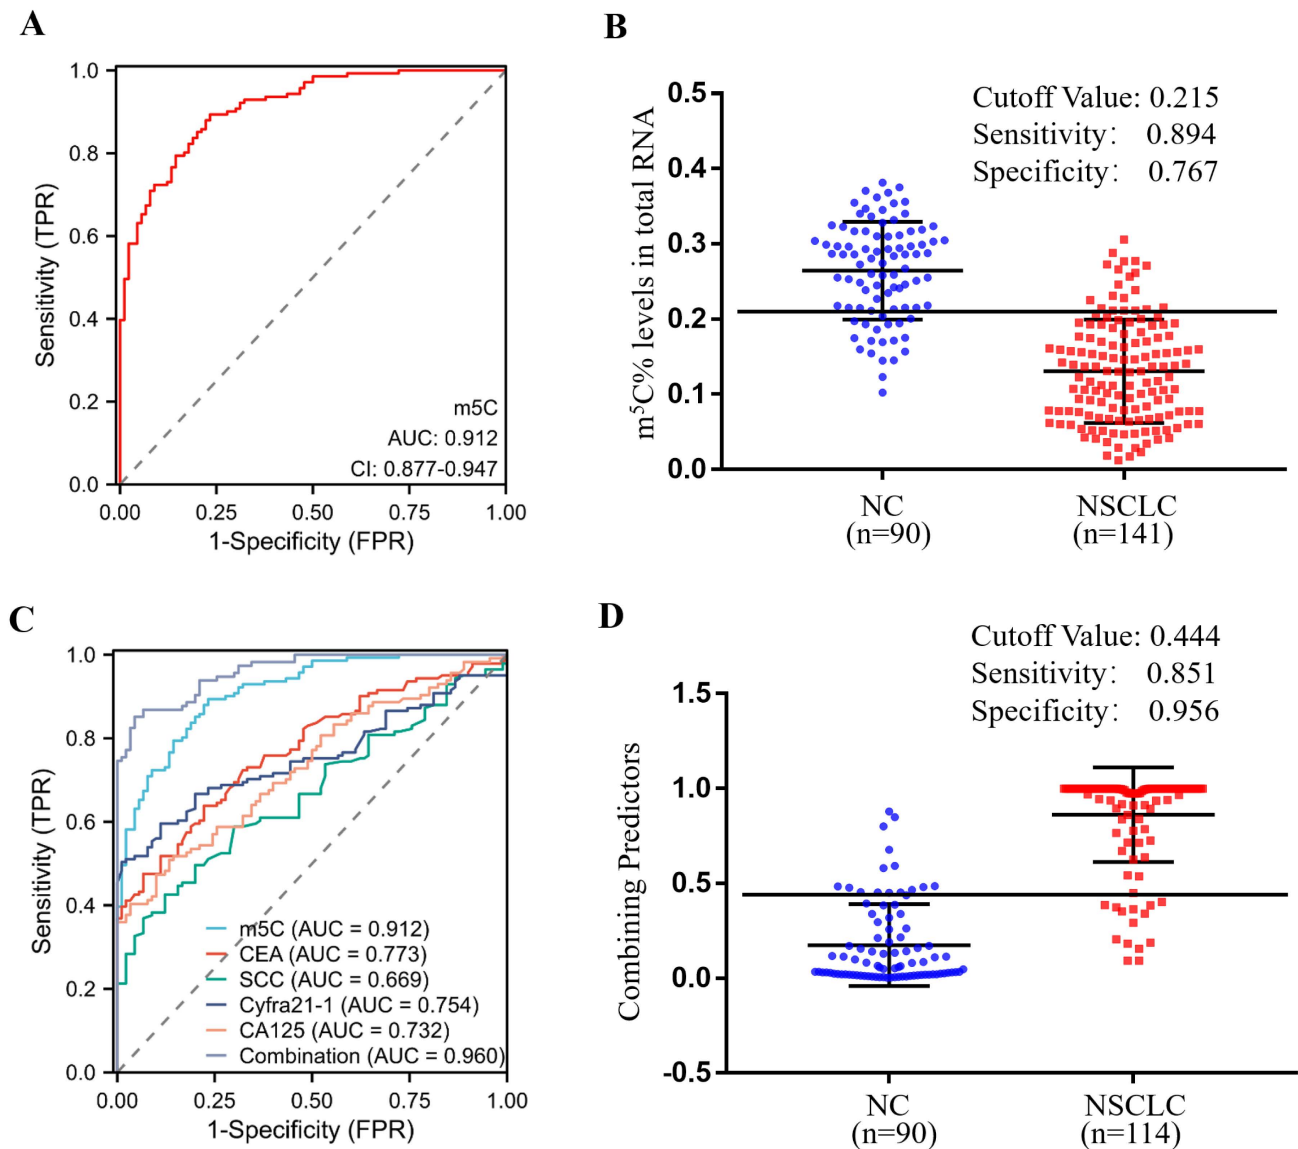 A
1.0
0.8
0.6
0.4
0.2
0.0
Sensitivity (TPR)
m5C
AUC: 0.912
CI: 0.877-0.947
0.00 0.25 0.50 0.75 1.00
1-Specificity (FPR)
B
Cutoff Value: 0.215
Sensitivity: 0.894
Specificity: 0.767
0.5
0.4
0.3
0.2
0.1
0.0
m⁵C% levels in total RNA
NC NSCLC
(n=90) (n=141)
C
1.0
0.8
0.6
0.4
0.2
0.0
Sensitivity (TPR)
m5C (AUC = 0.912)
CEA (AUC = 0.773)
SCC (AUC = 0.669)
Cyfra21-1 (AUC = 0.754)
CA125 (AUC = 0.732)
Combination (AUC = 0.960)
0.00 0.25 0.50 0.75 1.00
1-Specificity (FPR)
D
Cutoff Value: 0.444
Sensitivity: 0.851
Specificity: 0.956
1.5
1.0
0.5
0.0
-0.5
Combining Predictors
NC NSCLC
(n=90) (n=114)